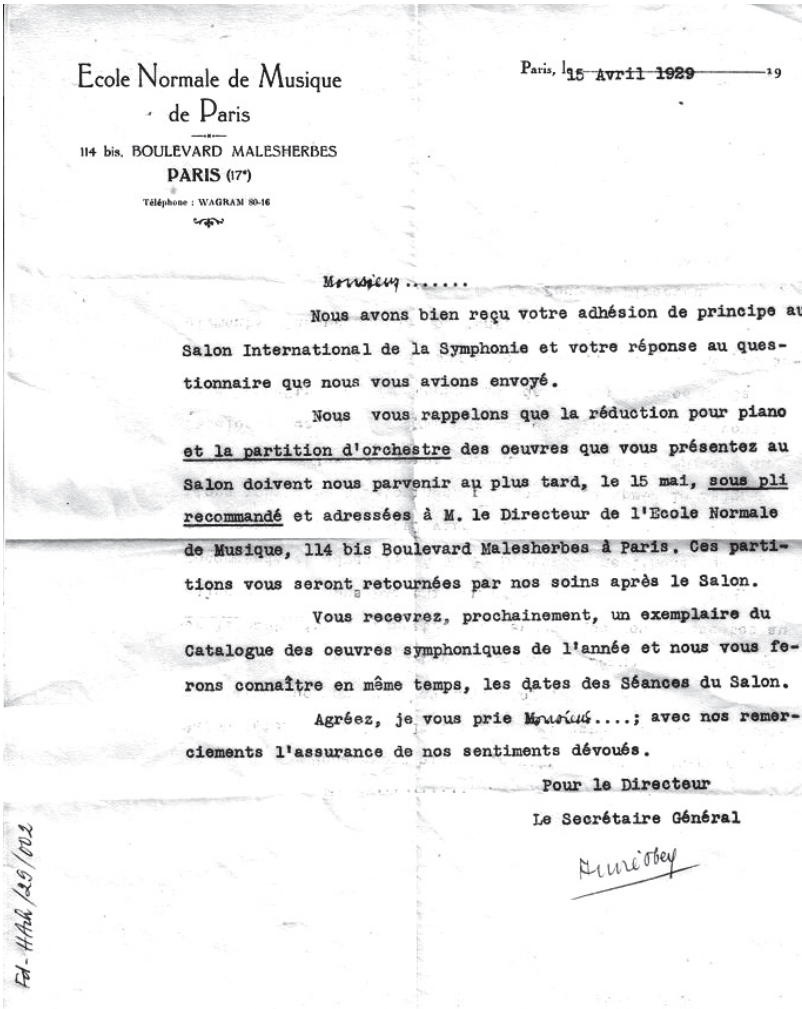 Ecole Normale de Musique
de Paris
114 bis, BOULEVARD MALESHERBES
PARIS (17e)
Téléphone : WAGRAM 80-16
Paris, l 15 Avril 1929 19
Monsieur.......
Nous avons bien reçu votre adhésion de principe au
Salon International de la Symphonie et votre réponse au ques-
tionnaire que nous vous avions envoyé.
Nous vous rappelons que la réduction pour piano
et la partition d'orchestre des oeuvres que vous présentez au
Salon doivent nous parvenir au plus tard, le 15 mai, sous pli
recommandé et adressées à M. le Directeur de l'Ecole Normale
de Musique, 114 bis Boulevard Malesherbes à Paris. Ces parti-
tions vous seront retournées par nos soins après le Salon.
Vous recevrez, prochainement, un exemplaire du
Catalogue des oeuvres symphoniques de l'année et nous vous fe-
rons connaître en même temps, les dates des Séances du Salon.
Agréez, je vous prie Monsieur....; avec nos remer-
ciements l'assurance de nos sentiments dévoués.
Pour le Directeur
Le Secrétaire Général
André Obey
Fd-HArh/29/002